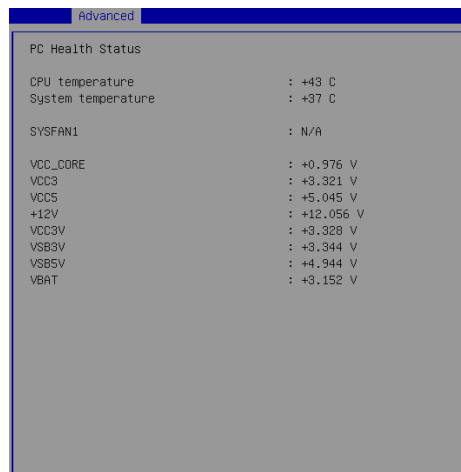 Advanced
PC Health Status
CPU temperature : +43 C
System temperature : +37 C
SYSFAN1 : N/A
VCC_CORE : +0.976 V
VCC3 : +3.321 V
VCC5 : +5.045 V
+12V : +12.056 V
VCC3V : +3.328 V
VSB3V : +3.344 V
VSB5V : +4.944 V
VBAT : +3.152 V